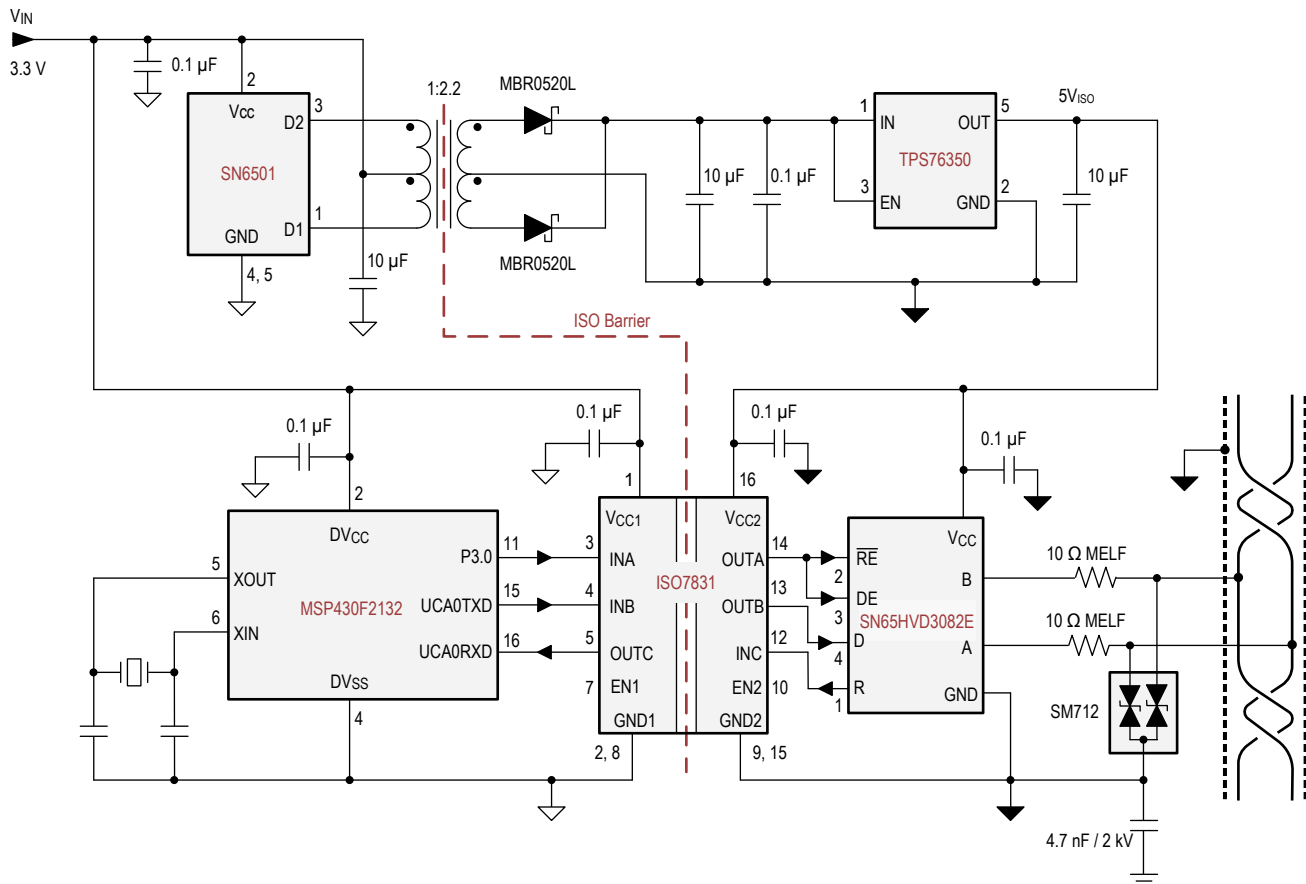 VIN
3.3 V
0.1 µF
2
VCC
D2
3
SN6501
D1
1
GND
4, 5
10 µF
1:2.2
MBR0520L
MBR0520L
10 µF
0.1 µF
1
IN
OUT
5
TPS76350
3
EN
GND
2
5VISO
10 µF
ISO Barrier
0.1 µF
2
DVCC
5
XOUT
MSP430F2132
6
XIN
P3.0
11
UCA0TXD
15
UCA0RXD
16
DVSS
4
0.1 µF
1
VCC1
3
INA
4
INB
5
OUTC
7
EN1
GND1
2, 8
ISO7831
0.1 µF
16
VCC2
OUTA
14
OUTB
13
INC
12
EN2
10
GND2
9, 15
0.1 µF
VCC
RE
2
DE
3
SN65HVD3082E
D
4
R
1
B
A
GND
10 Ω MELF
10 Ω MELF
SM712
4.7 nF / 2 kV